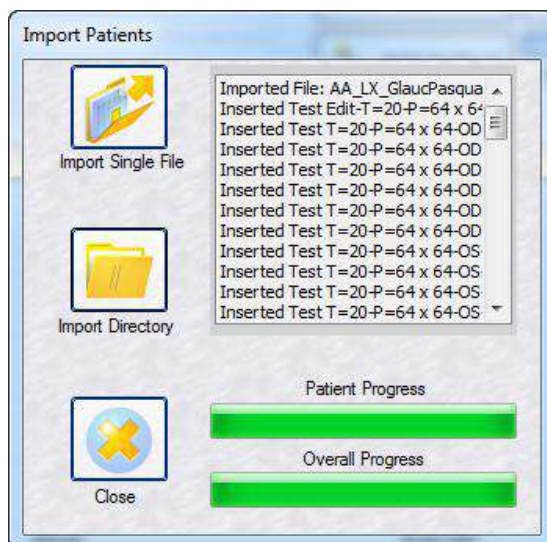 Import Patients
Import Single File
Imported File: AA_LX_GlaucPasqua
Inserted Test Edit-T=20-P=64 x 64
Inserted Test T=20-P=64 x 64-OD
Inserted Test T=20-P=64 x 64-OD
Inserted Test T=20-P=64 x 64-OD
Inserted Test T=20-P=64 x 64-OD
Inserted Test T=20-P=64 x 64-OD
Inserted Test T=20-P=64 x 64-OD
Inserted Test T=20-P=64 x 64-OS
Inserted Test T=20-P=64 x 64-OS
Inserted Test T=20-P=64 x 64-OS
Inserted Test T=20-P=64 x 64-OS
Import Directory
Patient Progress
Overall Progress
Close